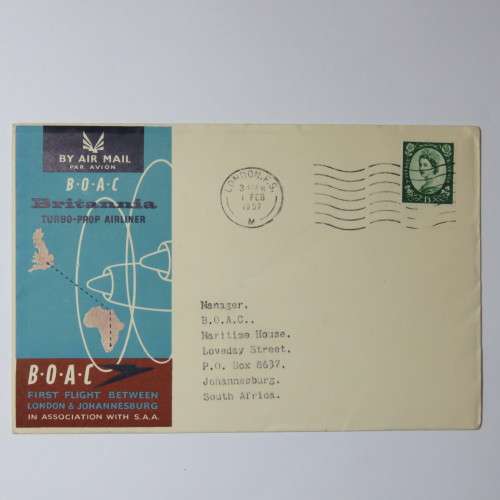 BY AIR MAIL
PAR AVION
B·O·A·C
Britannia
TURBO-PROP AIRLINER
B·O·A·C
FIRST FLIGHT BETWEEN
LONDON & JOHANNESBURG
IN ASSOCIATION WITH S.A.A.
LONDON. F.S.
1 FEB
1957
M
Manager.
B.O.A.C.,
Maritime House.
Loveday Street.
P.O. Box 8637.
Johannesburg.
South Africa.